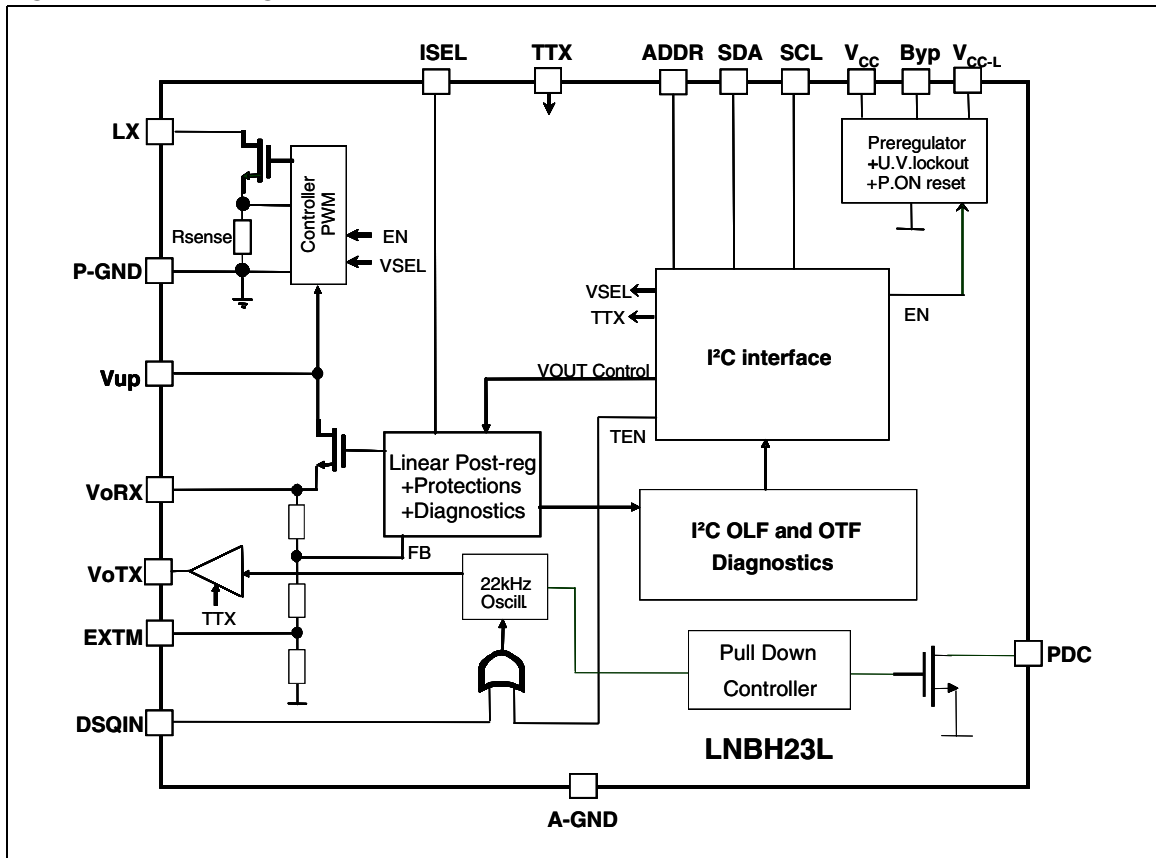 ISEL
TTX
ADDR
SDA
SCL
VCC
Byp
VCC-L
LX
Preregulator
+U.V.lockout
+P.ON reset
Controller
PWM
Rsense
EN
VSEL
P-GND
VSEL
TTX
EN
I²C interface
Vup
VOUT Control
TEN
Linear Post-reg
+Protections
+Diagnostics
VoRX
I²C OLF and OTF
Diagnostics
FB
VoTX
22kHz
Oscill.
TTX
EXTM
Pull Down
Controller
PDC
DSQIN
LNBH23L
A-GND